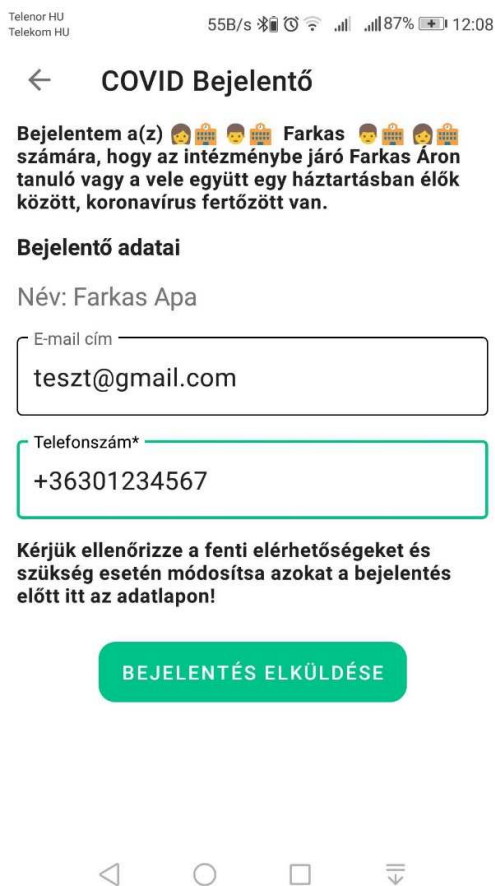 Telenor HU
Telekom HU
55B/s 87% 12:08
COVID Bejelentő
Bejelentem a(z) 👩🏫 👨🏫 Farkas 👨🏫 👩🏫
számára, hogy az intézménybe járó Farkas Áron
tanuló vagy a vele együtt egy háztartásban élők
között, koronavírus fertőzött van.
Bejelentő adatai
Név: Farkas Apa
E-mail cím
teszt@gmail.com
Telefonszám*
+36301234567
Kérjük ellenőrizze a fenti elérhetőségeket és
szükség esetén módosítsa azokat a bejelentés
előtt itt az adatlapon!
BEJELENTÉS ELKÜLDÉSE